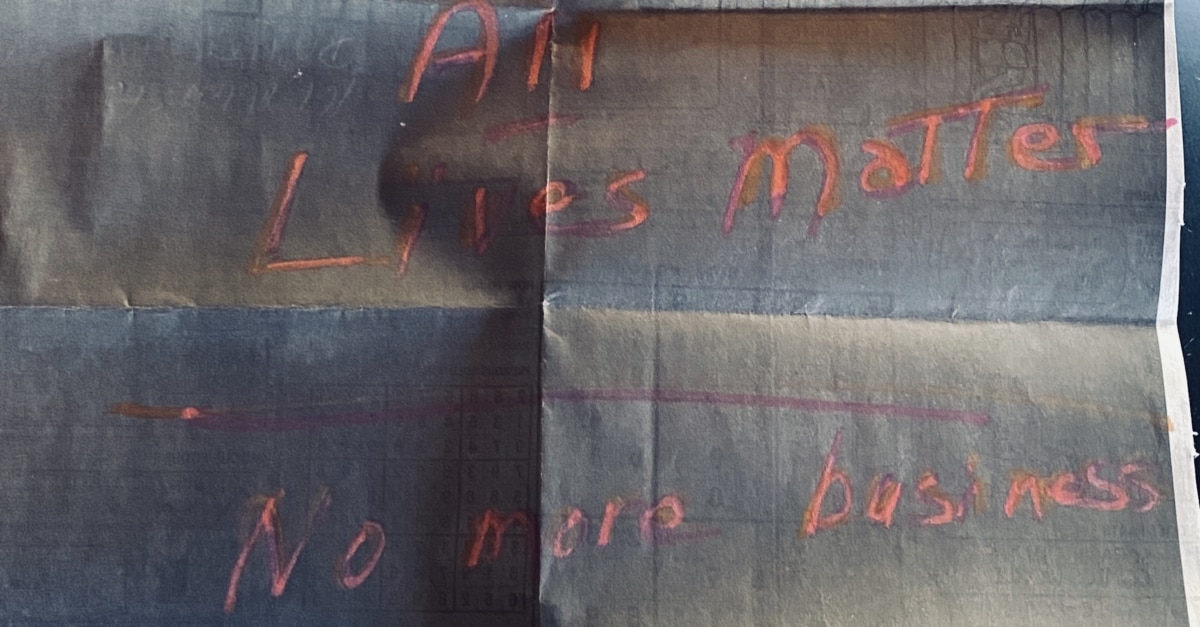 All
Lives Matter
No more business